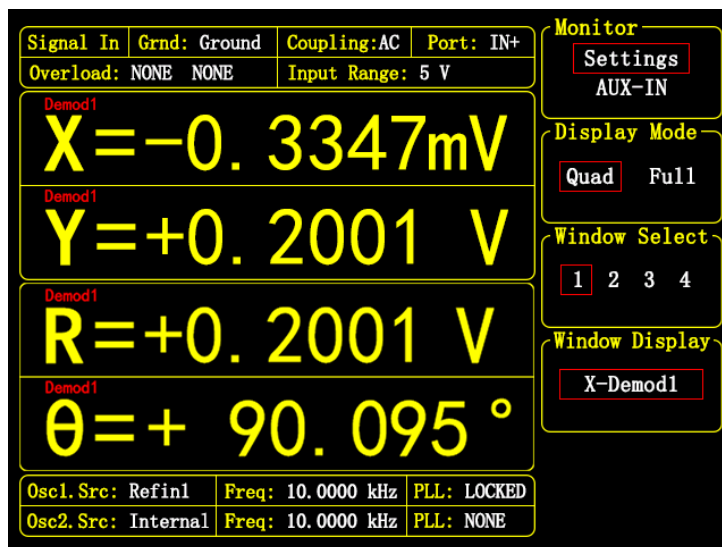 Signal In Grnd: Ground Coupling:AC Port: IN+
Overload: NONE NONE Input Range: 5 V
Demod1
X=-0.3347mV
Demod1
Y=+0.2001 V
Demod1
R=+0.2001 V
Demod1
θ=+ 90.095°
Osc1.Src: Refin1 Freq: 10.0000 kHz PLL: LOCKED
Osc2.Src: Internal Freq: 10.0000 kHz PLL: NONE
Monitor
Settings
AUX-IN
Display Mode
Quad Full
Window Select
1 2 3 4
Window Display
X-Demod1